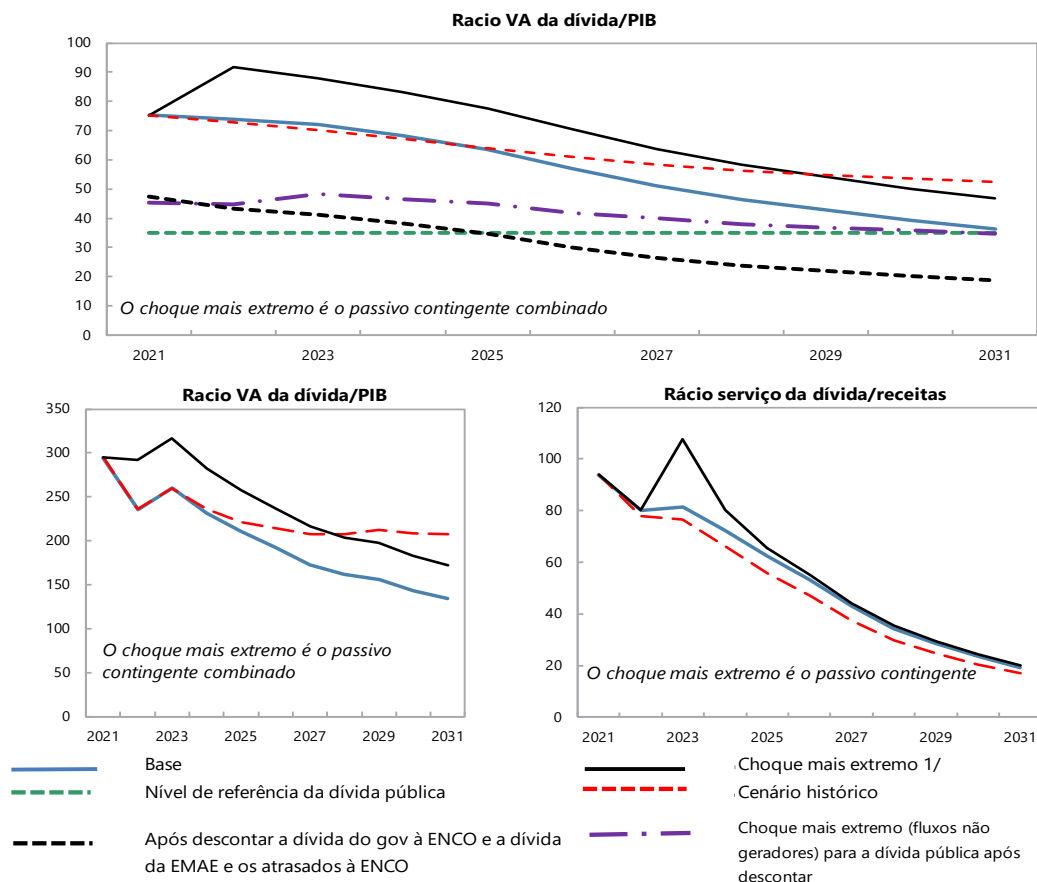 Racio VA da dívida/PIB
100
90
80
70
60
50
40
30
20
10
0
O choque mais extremo é o passivo contingente combinado
2021 2023 2025 2027 2029 2031
Racio VA da dívida/PIB
350
300
250
200
150
100
50
0
O choque mais extremo é o passivo
contingente combinado
2021 2023 2025 2027 2029 2031
Rácio serviço da dívida/receitas
120
100
80
60
40
20
0
O choque mais extremo é o passivo contingente
2021 2023 2025 2027 2029 2031
Base
Nível de referência da dívida pública
Após descontar a dívida do gov à ENCO e a dívida
da EMAE e os atrasados à ENCO
Choque mais extremo 1/
Cenário histórico
Choque mais extremo (fluxos não
geradores) para a dívida pública após
descontar